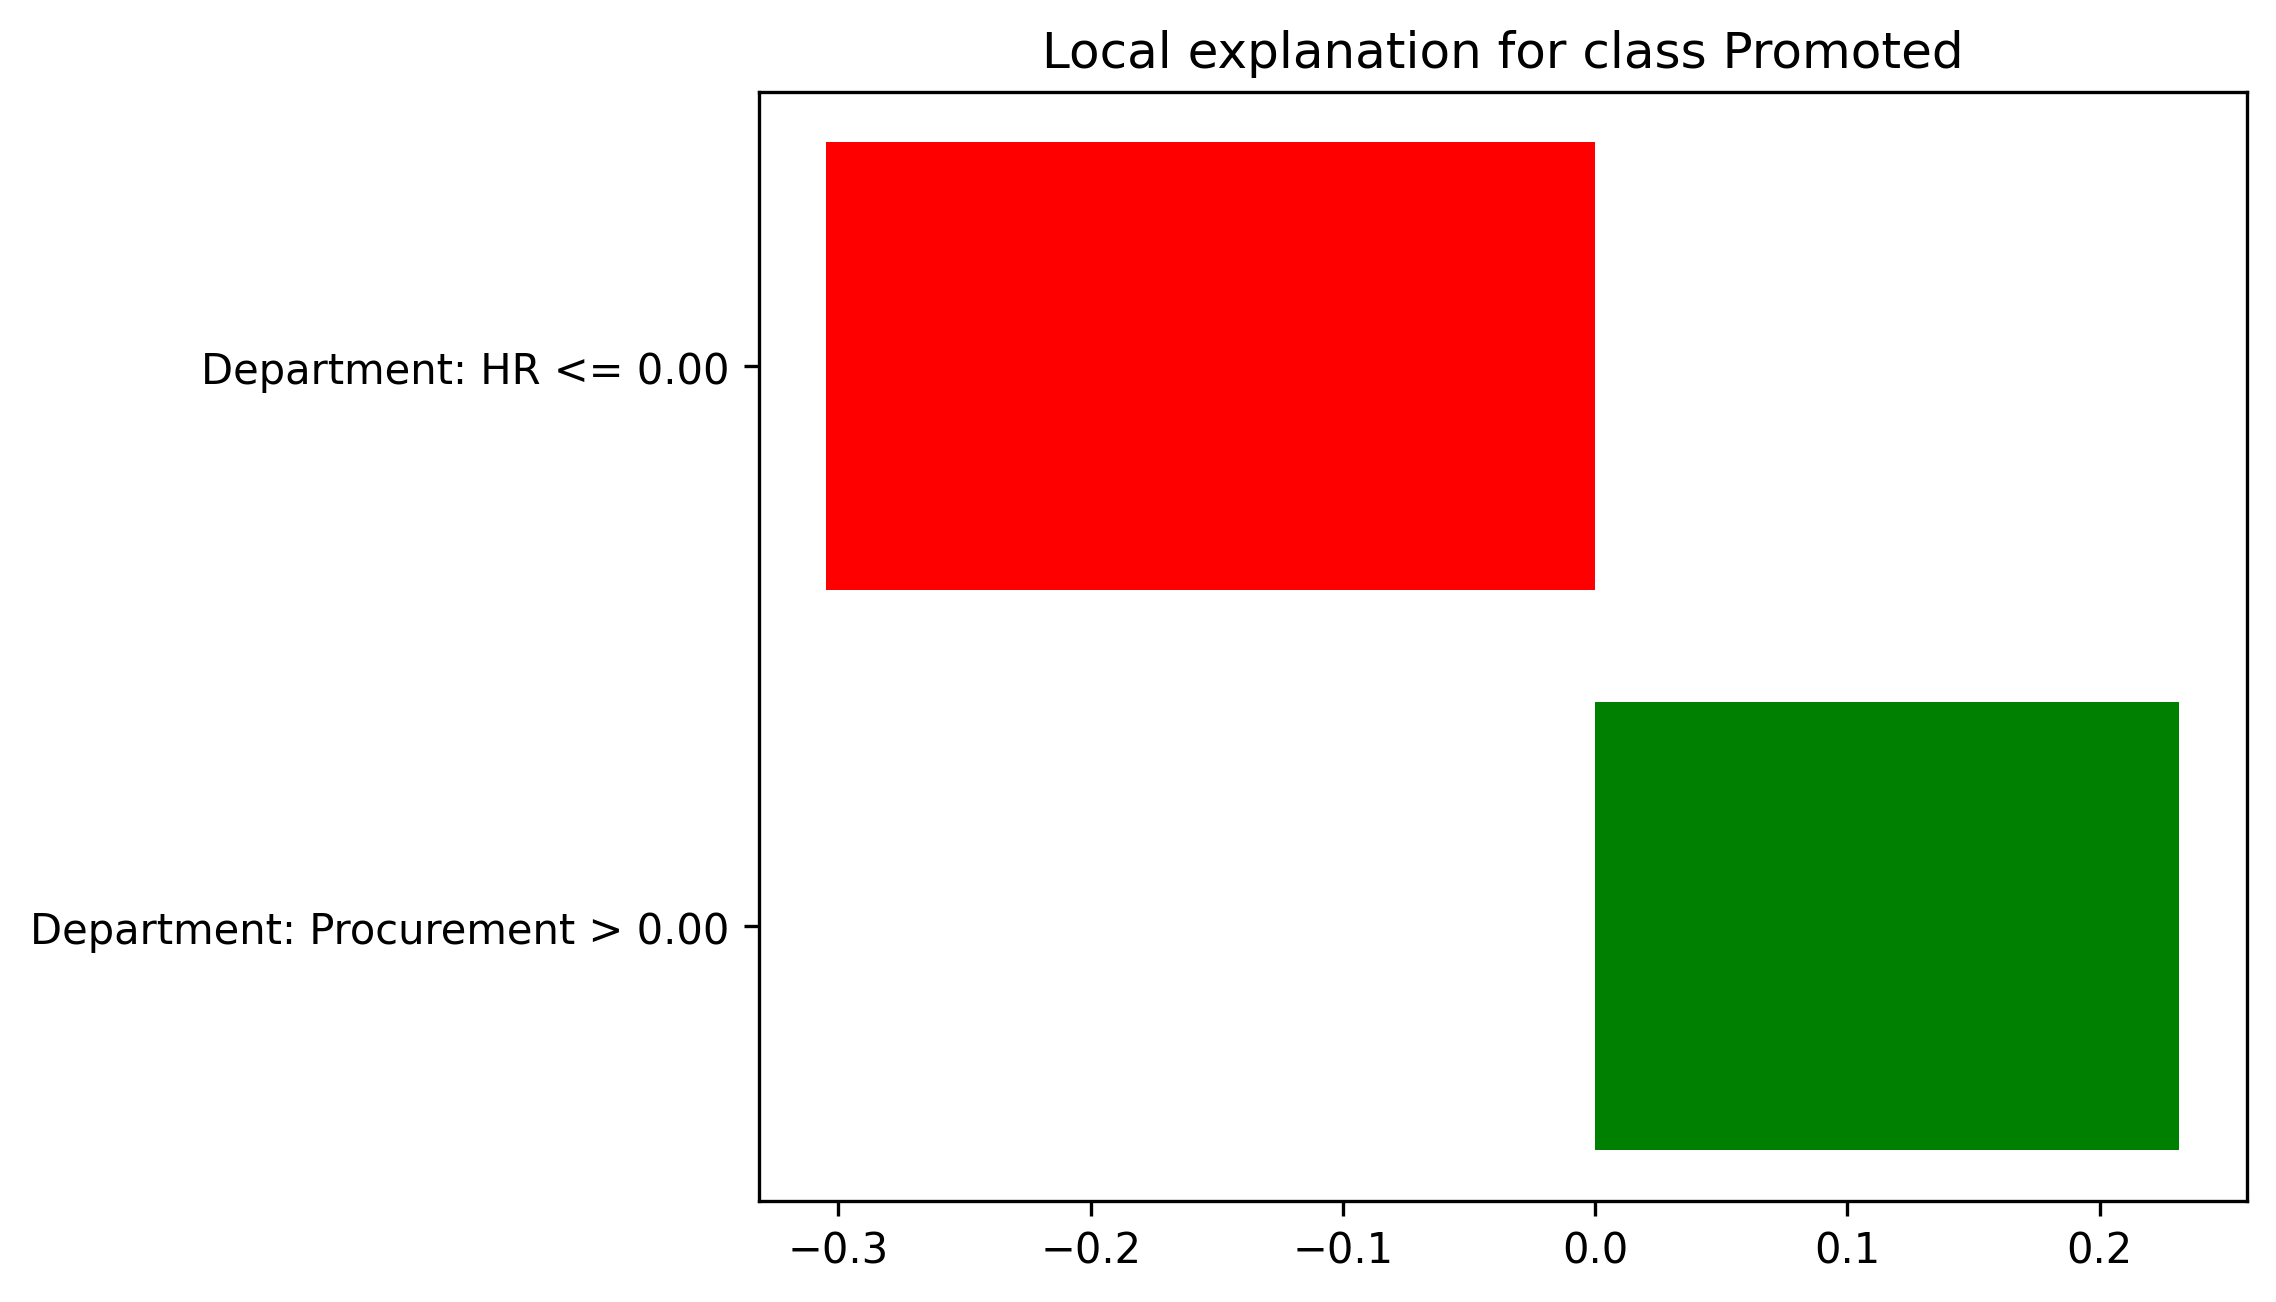 Local explanation for class Promoted
Department: HR <= 0.00
Department: Procurement > 0.00
−0.3 −0.2 −0.1 0.0 0.1 0.2